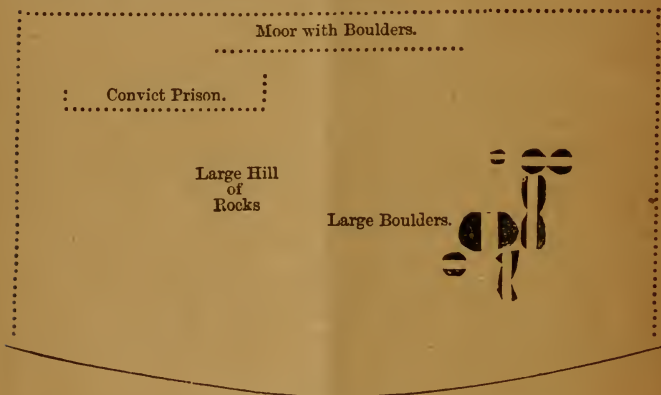 Moor with Boulders.
Convict Prison.
Large Hill
of
Rocks
Large Boulders.